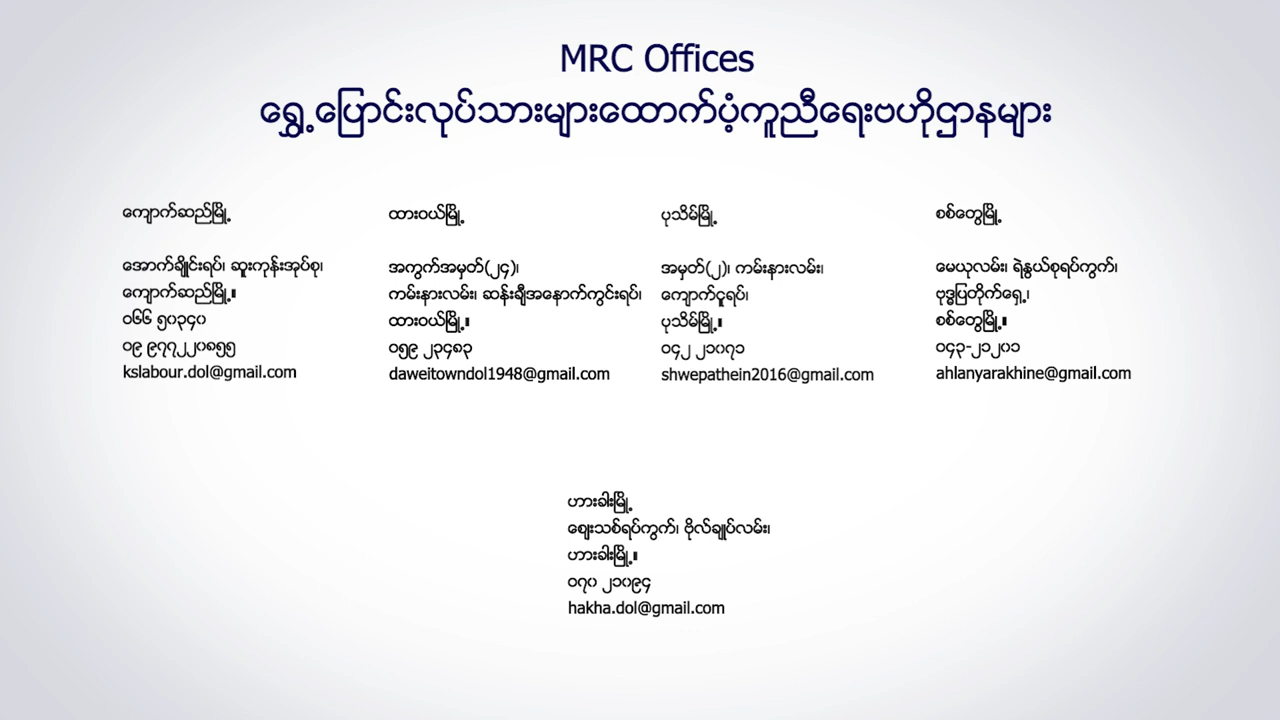 MRC Offices
ရွှေ့ပြောင်းလုပ်သားများထောက်ပံ့ကူညီရေးဗဟိုဌာနများ
ကျောက်ဆည်မြို့
အောက်ချိုင်းရပ်၊ ဆူးကုန်းအုပ်စု၊
ကျောက်ဆည်မြို့။
၀၆၆ ၅၀၃၄၀
၀၉ ၉၇၇၂၂၀၈၅၅
kslabour.dol@gmail.com
ထားဝယ်မြို့
အကွက်အမှတ်(၂၄)၊
ကမ်းနားလမ်း၊ ဆန်းချီအနောက်ကွင်းရပ်၊
ထားဝယ်မြို့။
၀၅၉ ၂၃၄၈၃
daweitowndol1948@gmail.com
ပုသိမ်မြို့
အမှတ်(၂)၊ ကမ်းနားလမ်း၊
ကျောက်ငူရပ်၊
ပုသိမ်မြို့။
၀၄၂ ၂၁၀၇၁
shwepathein2016@gmail.com
စစ်တွေမြို့
မေယုလမ်း၊ ရဲနွယ်စုရပ်ကွက်၊
ဗုဒ္ဓပြတိုက်ရှေ့၊
စစ်တွေမြို့။
၀၄၃-၂၁၂၀၁
ahlanyarakhine@gmail.com
ဟားခါးမြို့
ဈေးသစ်ရပ်ကွက်၊ ဗိုလ်ချုပ်လမ်း၊
ဟားခါးမြို့။
၀၇၀ ၂၁၀၉၄
hakha.dol@gmail.com